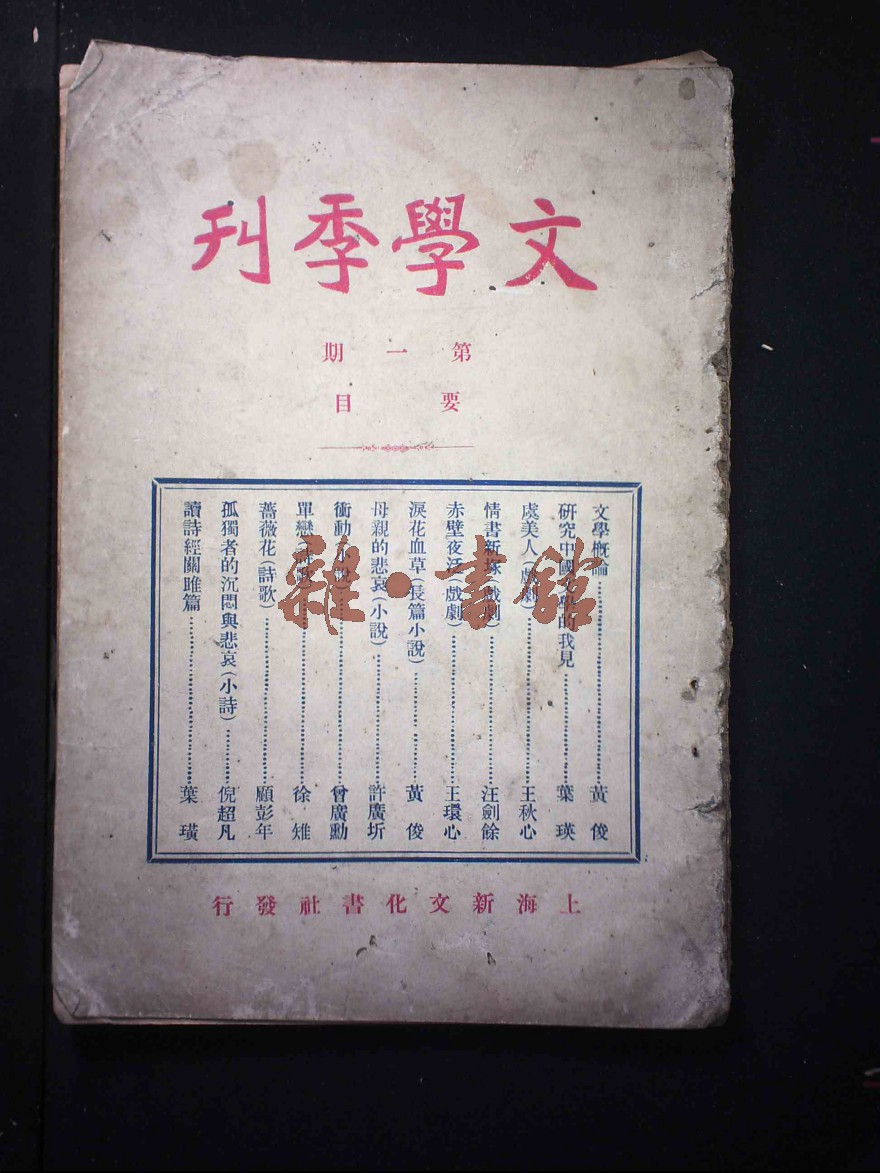 文學季刊
第一期
要目
文學概論……黃俊
研究中國文學的我見……葉瑛
虞美人(戲劇)……王秋心
情書新塚(戲劇)……汪劍餘
赤壁夜泛(戲劇)……王環心
淚花血草(長篇小說)……黃俊
母親的悲哀(小說)……許廣圻
衝動(小說)……曾廣勳
單戀(詩歌)……徐雉
薔薇花(詩歌)……顧彭年
孤獨者的沉悶與悲哀(小詩)……倪超凡
讀詩經關雎篇……葉璜
上海新文化書社發行
雜·書館